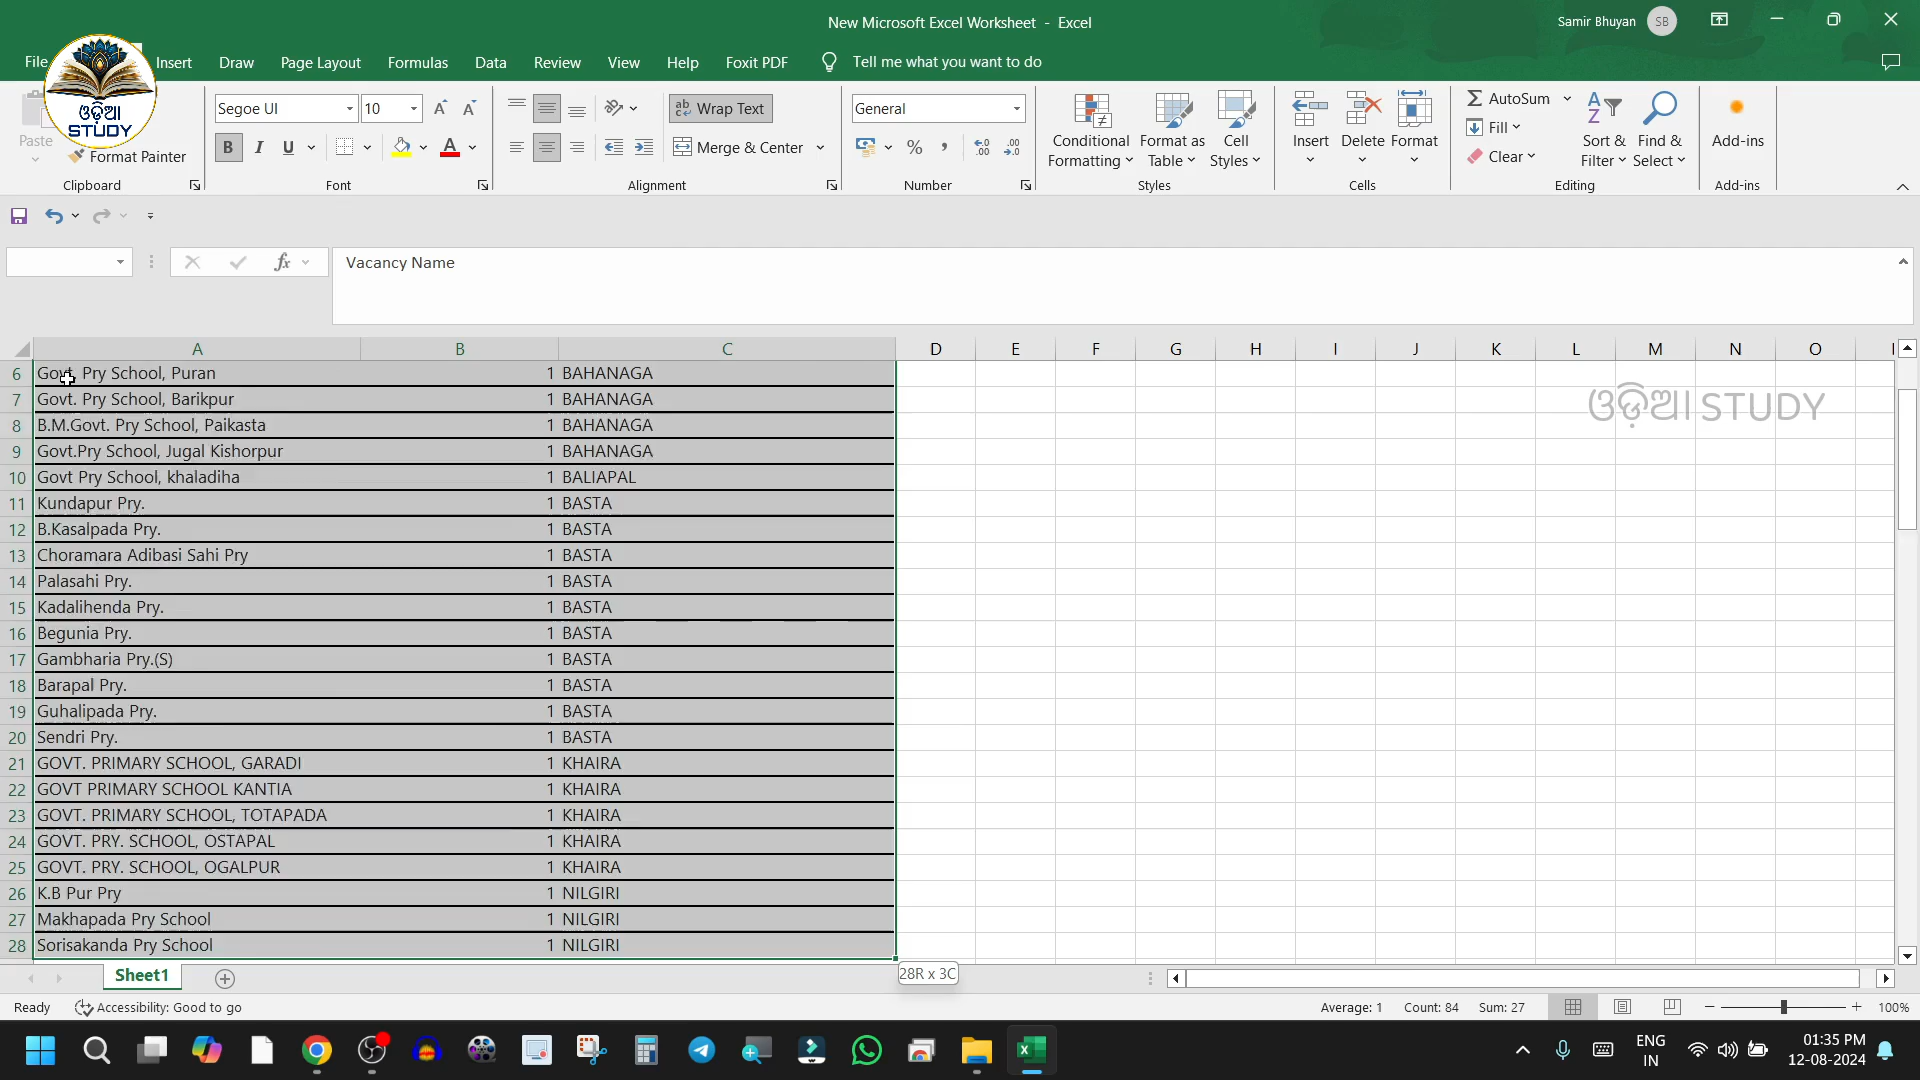 New Microsoft Excel Worksheet - Excel
Samir Bhuyan SB
File Insert Draw Page Layout Formulas Data Review View Help Foxit PDF Tell me what you want to do
ଓଡ଼ିଆ
STUDY
Paste
Format Painter
Clipboard
Segoe UI 10
B I U A
Font
Wrap Text
Merge & Center
Alignment
General
% ,
Number
Conditional Formatting
Format as Table
Cell Styles
Styles
Insert Delete Format
Cells
AutoSum
Fill
Clear
Sort & Filter
Find & Select
Editing
Add-ins
Add-ins
fx Vacancy Name
A B C D E F G H I J K L M N O
6 Govt. Pry School, Puran 1 BAHANAGA
7 Govt. Pry School, Barikpur 1 BAHANAGA
8 B.M.Govt. Pry School, Paikasta 1 BAHANAGA
9 Govt.Pry School, Jugal Kishorpur 1 BAHANAGA
10 Govt Pry School, khaladiha 1 BALIAPAL
11 Kundapur Pry. 1 BASTA
12 B.Kasalpada Pry. 1 BASTA
13 Choramara Adibasi Sahi Pry 1 BASTA
14 Palasahi Pry. 1 BASTA
15 Kadalihenda Pry. 1 BASTA
16 Begunia Pry. 1 BASTA
17 Gambharia Pry.(S) 1 BASTA
18 Barapal Pry. 1 BASTA
19 Guhalipada Pry. 1 BASTA
20 Sendri Pry. 1 BASTA
21 GOVT. PRIMARY SCHOOL, GARADI 1 KHAIRA
22 GOVT PRIMARY SCHOOL KANTIA 1 KHAIRA
23 GOVT. PRIMARY SCHOOL, TOTAPADA 1 KHAIRA
24 GOVT. PRY. SCHOOL, OSTAPAL 1 KHAIRA
25 GOVT. PRY. SCHOOL, OGALPUR 1 KHAIRA
26 K.B Pur Pry 1 NILGIRI
27 Makhapada Pry School 1 NILGIRI
28 Sorisakanda Pry School 1 NILGIRI
ଓଡ଼ିଆ STUDY
Sheet1
28R x 3C
Ready Accessibility: Good to go Average: 1 Count: 84 Sum: 27 100%
ENG
IN
01:35 PM
12-08-2024